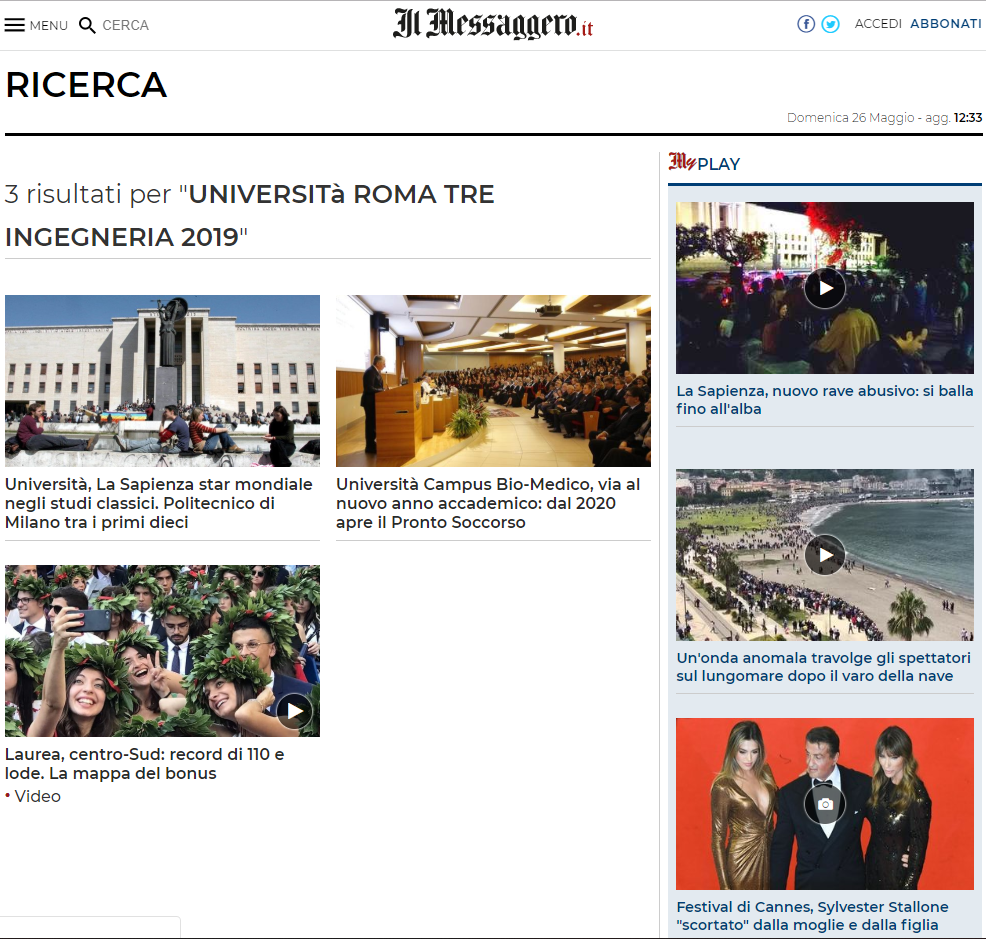 MENU CERCA
Il Messaggero.it
ACCEDI ABBONATI
RICERCA
Domenica 26 Maggio - agg. 12:33
3 risultati per "UNIVERSITà ROMA TRE
INGEGNERIA 2019"
Università, La Sapienza star mondiale
negli studi classici. Politecnico di
Milano tra i primi dieci
Università Campus Bio-Medico, via al
nuovo anno accademico: dal 2020
apre il Pronto Soccorso
Laurea, centro-Sud: record di 110 e
lode. La mappa del bonus
• Video
My PLAY
La Sapienza, nuovo rave abusivo: si balla
fino all'alba
Un'onda anomala travolge gli spettatori
sul lungomare dopo il varo della nave
Festival di Cannes, Sylvester Stallone
"scortato" dalla moglie e dalla figlia